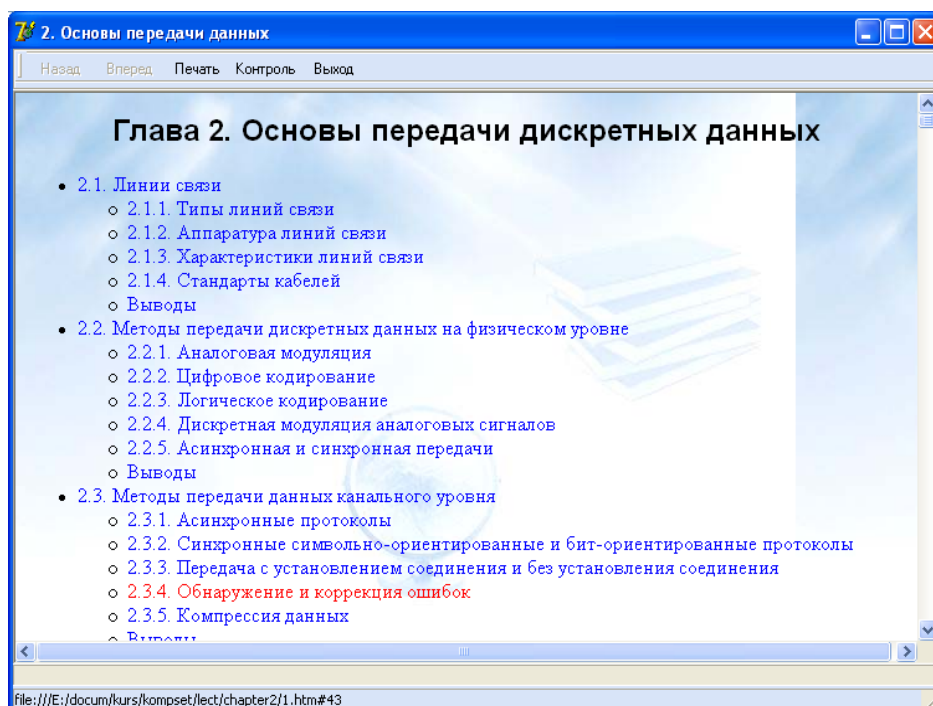 2. Основы передачи данных
Назад Вперед Печать Контроль Выход
Глава 2. Основы передачи дискретных данных
2.1. Линии связи
2.1.1. Типы линий связи
2.1.2. Аппаратура линий связи
2.1.3. Характеристики линий связи
2.1.4. Стандарты кабелей
Выводы
2.2. Методы передачи дискретных данных на физическом уровне
2.2.1. Аналоговая модуляция
2.2.2. Цифровое кодирование
2.2.3. Логическое кодирование
2.2.4. Дискретная модуляция аналоговых сигналов
2.2.5. Асинхронная и синхронная передачи
Выводы
2.3. Методы передачи данных канального уровня
2.3.1. Асинхронные протоколы
2.3.2. Синхронные символьно-ориентированные и бит-ориентированные протоколы
2.3.3. Передача с установлением соединения и без установления соединения
2.3.4. Обнаружение и коррекция ошибок
2.3.5. Компрессия данных
Выводы
file:///E:/docum/kurs/kompset/lect/chapter2/1.htm#43